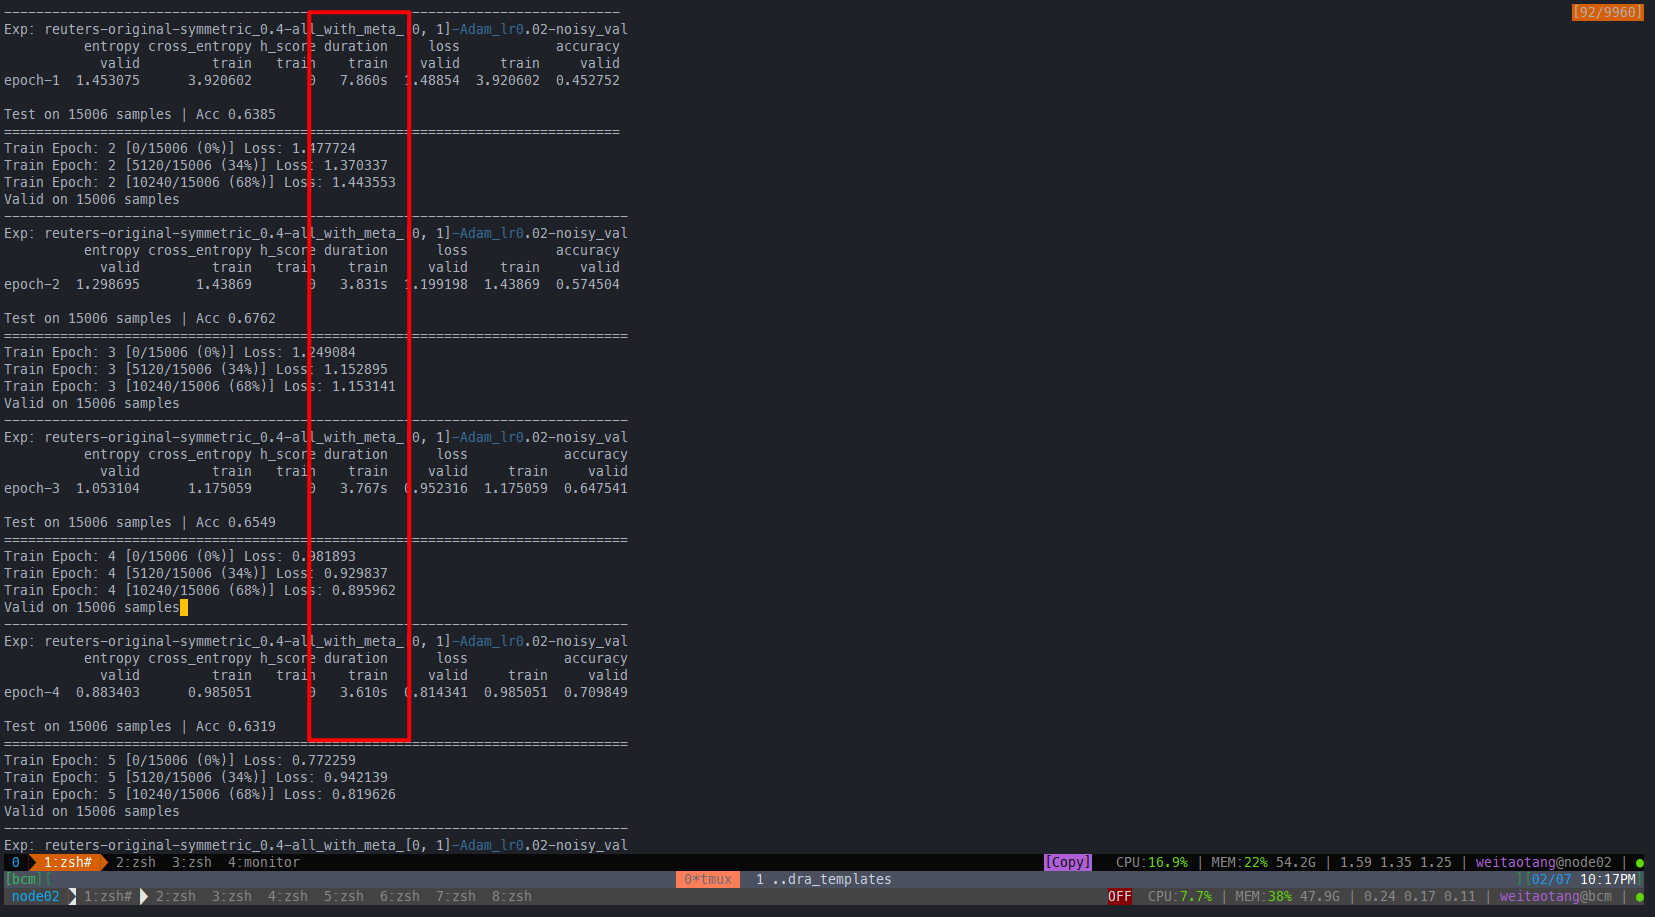 [92/9960]
Exp: reuters-original-symmetric_0.4-all_with_meta_[0, 1]-Adam_lr0.02-noisy_val
entropy cross_entropy h_score duration loss accuracy
valid train train train valid train valid
epoch-1 1.453075 3.920602 0 7.860s 1.48854 3.920602 0.452752
Test on 15006 samples | Acc 0.6385
Train Epoch: 2 [0/15006 (0%)] Loss: 1.477724
Train Epoch: 2 [5120/15006 (34%)] Loss: 1.370337
Train Epoch: 2 [10240/15006 (68%)] Loss: 1.443553
Valid on 15006 samples
Exp: reuters-original-symmetric_0.4-all_with_meta_[0, 1]-Adam_lr0.02-noisy_val
entropy cross_entropy h_score duration loss accuracy
valid train train train valid train valid
epoch-2 1.298695 1.43869 0 3.831s 1.199198 1.43869 0.574504
Test on 15006 samples | Acc 0.6762
Train Epoch: 3 [0/15006 (0%)] Loss: 1.249084
Train Epoch: 3 [5120/15006 (34%)] Loss: 1.152895
Train Epoch: 3 [10240/15006 (68%)] Loss: 1.153141
Valid on 15006 samples
Exp: reuters-original-symmetric_0.4-all_with_meta_[0, 1]-Adam_lr0.02-noisy_val
entropy cross_entropy h_score duration loss accuracy
valid train train train valid train valid
epoch-3 1.053104 1.175059 0 3.767s 0.952316 1.175059 0.647541
Test on 15006 samples | Acc 0.6549
Train Epoch: 4 [0/15006 (0%)] Loss: 0.981893
Train Epoch: 4 [5120/15006 (34%)] Loss: 0.929837
Train Epoch: 4 [10240/15006 (68%)] Loss: 0.895962
Valid on 15006 samples
Exp: reuters-original-symmetric_0.4-all_with_meta_[0, 1]-Adam_lr0.02-noisy_val
entropy cross_entropy h_score duration loss accuracy
valid train train train valid train valid
epoch-4 0.883403 0.985051 0 3.610s 0.814341 0.985051 0.709849
Test on 15006 samples | Acc 0.6319
Train Epoch: 5 [0/15006 (0%)] Loss: 0.772259
Train Epoch: 5 [5120/15006 (34%)] Loss: 0.942139
Train Epoch: 5 [10240/15006 (68%)] Loss: 0.819626
Valid on 15006 samples
Exp: reuters-original-symmetric_0.4-all_with_meta_[0, 1]-Adam_lr0.02-noisy_val
0 1:zsh# 2:zsh 3:zsh 4:monitor [Copy] CPU:16.9% | MEM:22% 54.2G | 1.59 1.35 1.25 | weitaotang@node02 | ●
[bcm][ 0*tmux 1 ..dra_templates ][02/07 10:17PM]
node02 1:zsh# 2:zsh 3:zsh 4:zsh 5:zsh 6:zsh 7:zsh 8:zsh OFF CPU:7.7% | MEM:38% 47.9G | 0.24 0.17 0.11 | weitaotang@bcm | ●